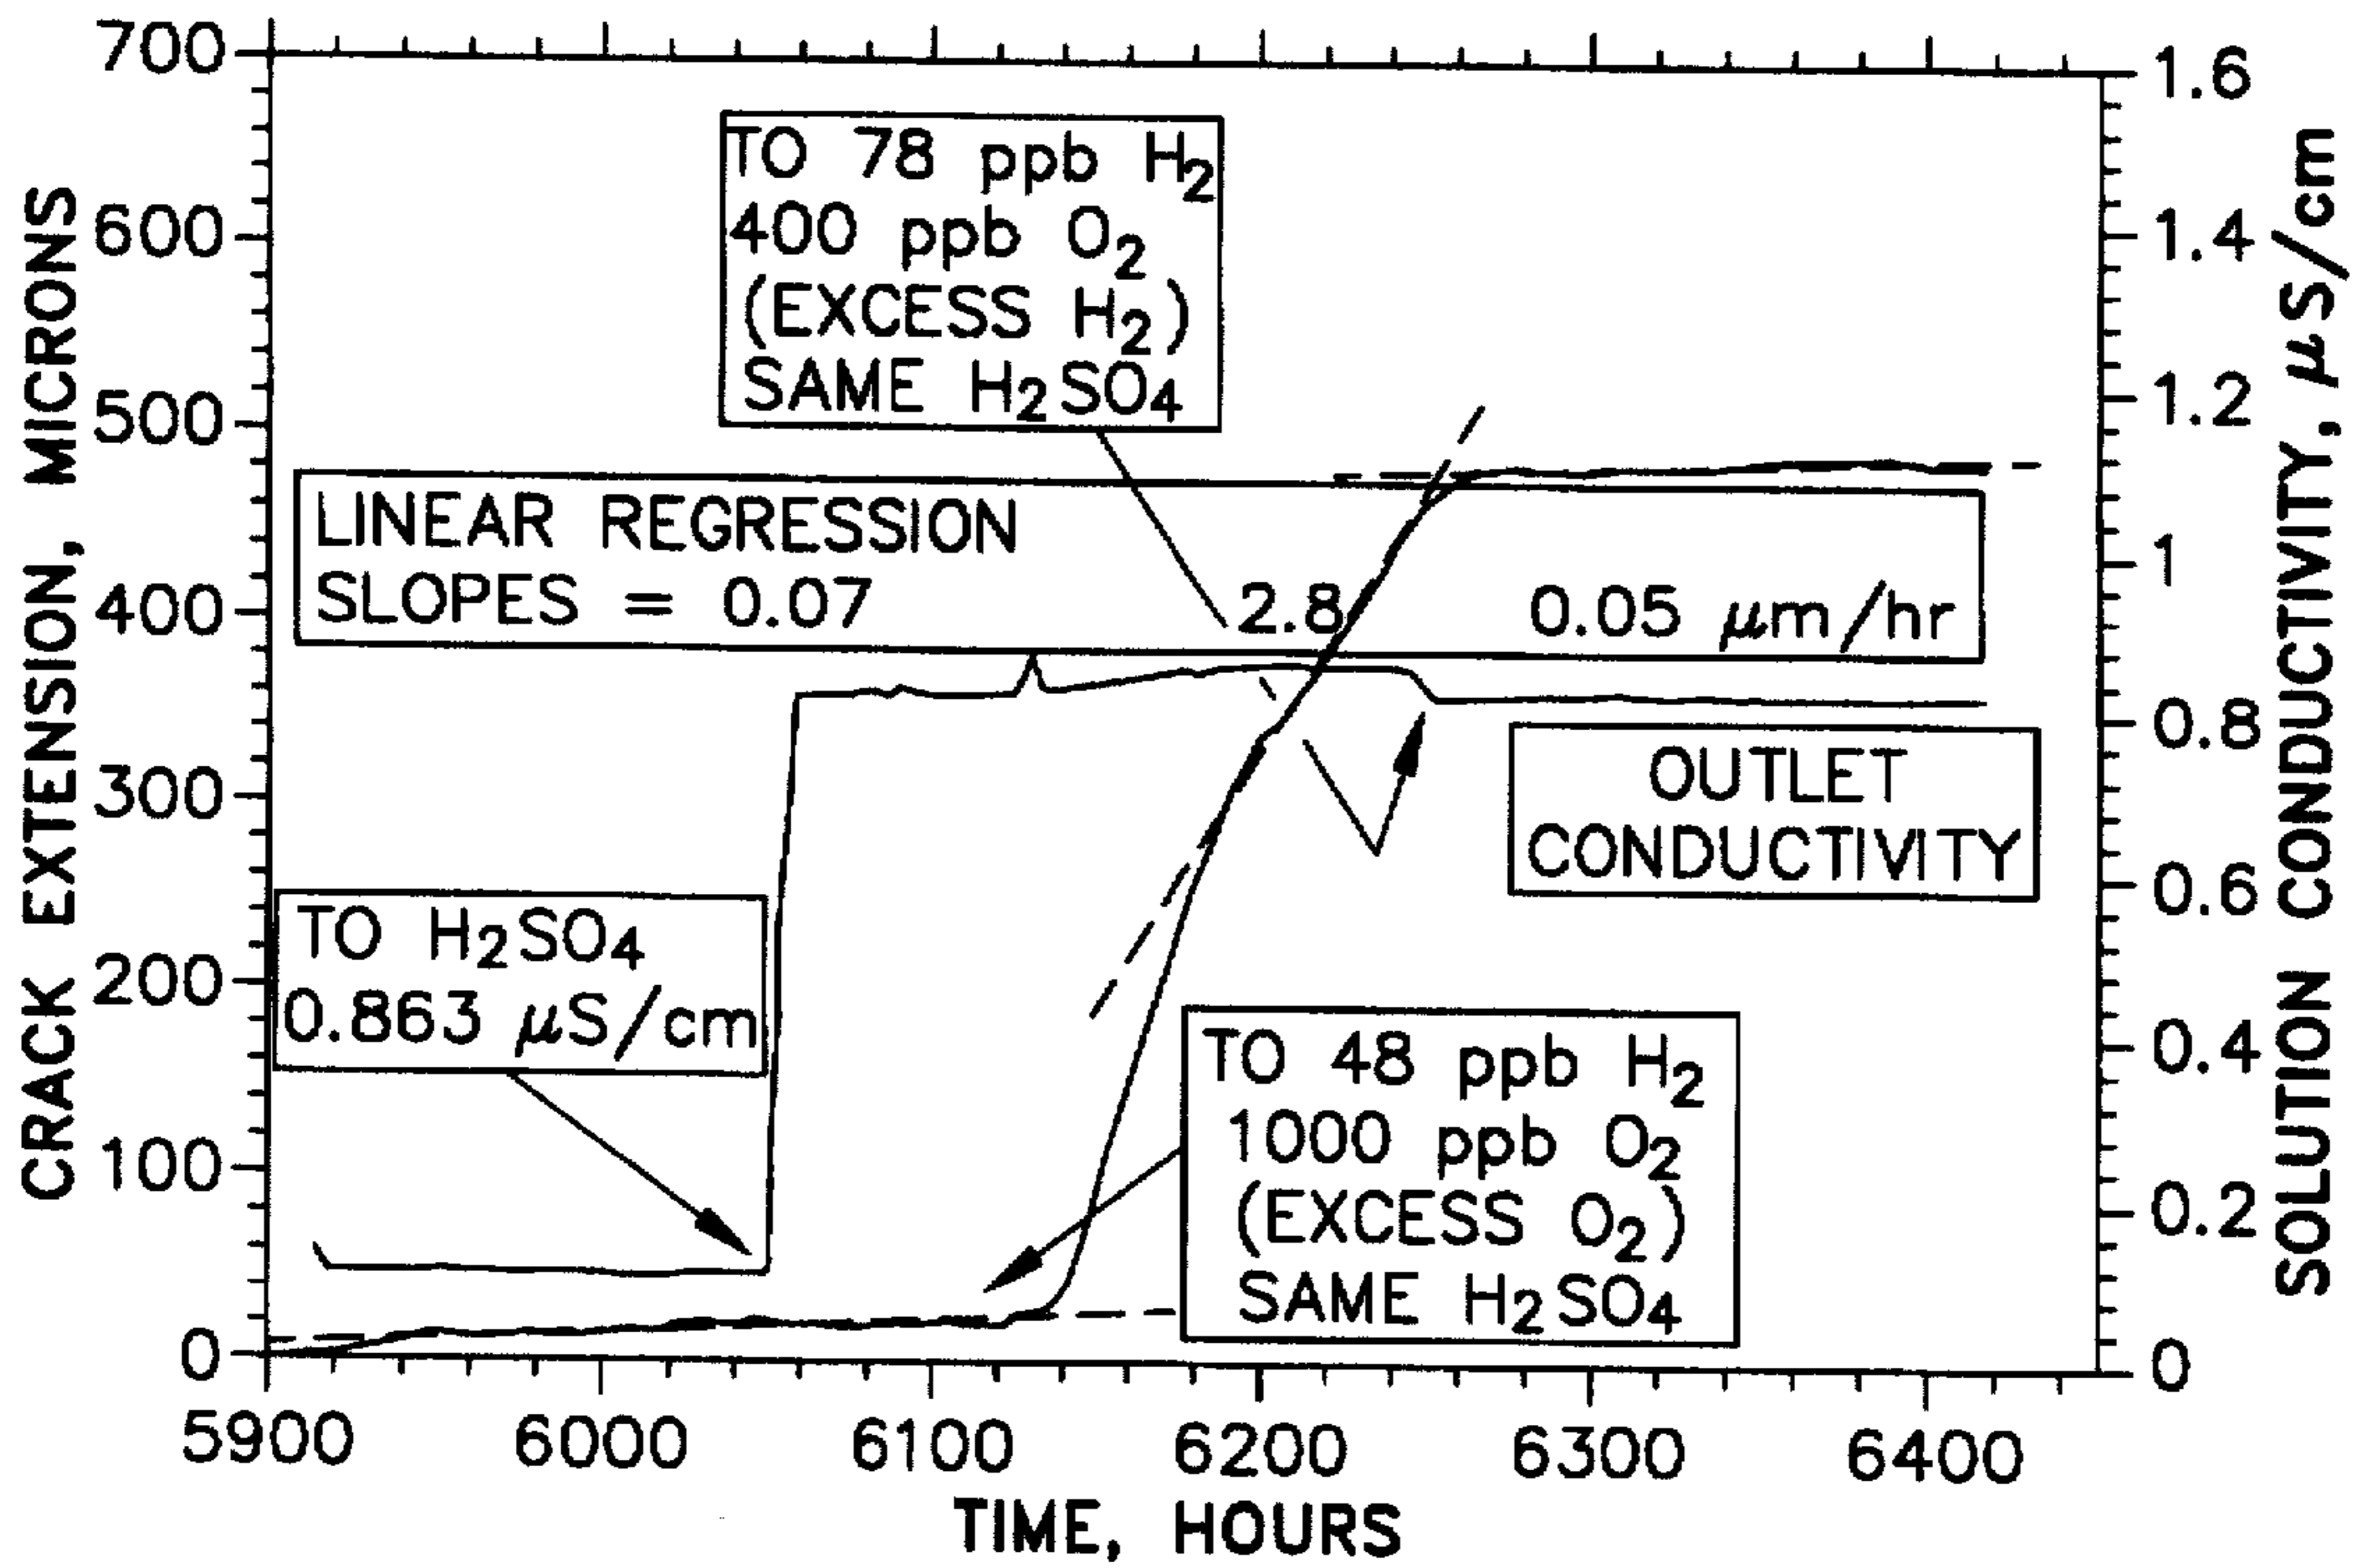 CRACK EXTENSION, MICRONS
700
600
500
400
300
200
100
0
TO 78 ppb H2
400 ppb O2
(EXCESS H2)
SAME H2SO4
LINEAR REGRESSION
SLOPES = 0.07 2.8 0.05 μm/hr
OUTLET
CONDUCTIVITY
TO H2SO4
0.863 μS/cm
TO 48 ppb H2
1000 ppb O2
(EXCESS O2)
SAME H2SO4
1.6
1.4
1.2
1
0.8
0.6
0.4
0.2
0
SOLUTION CONDUCTIVITY, μS/cm
5900 6000 6100 6200 6300 6400
TIME, HOURS